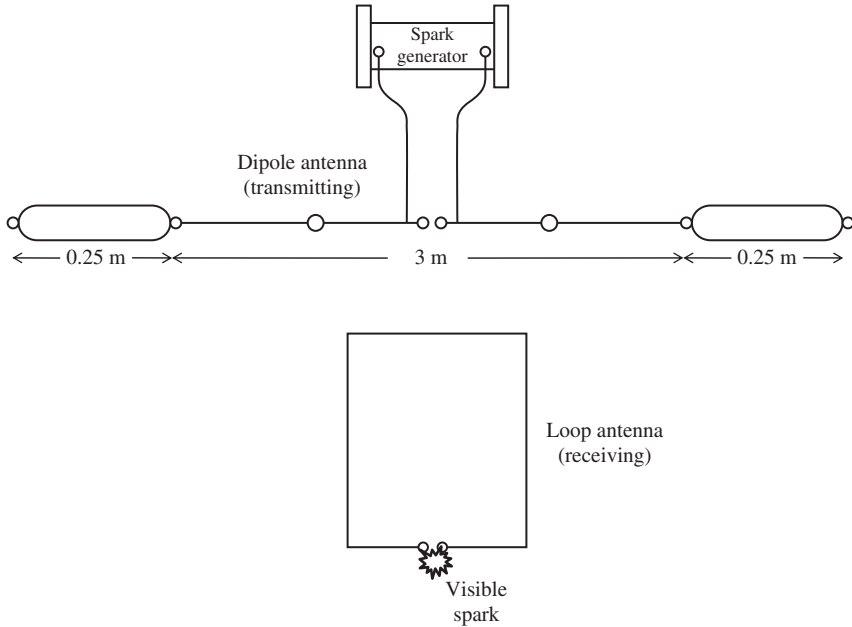 Spark
generator
Dipole antenna
(transmitting)
0.25 m
3 m
0.25 m
Loop antenna
(receiving)
Visible
spark